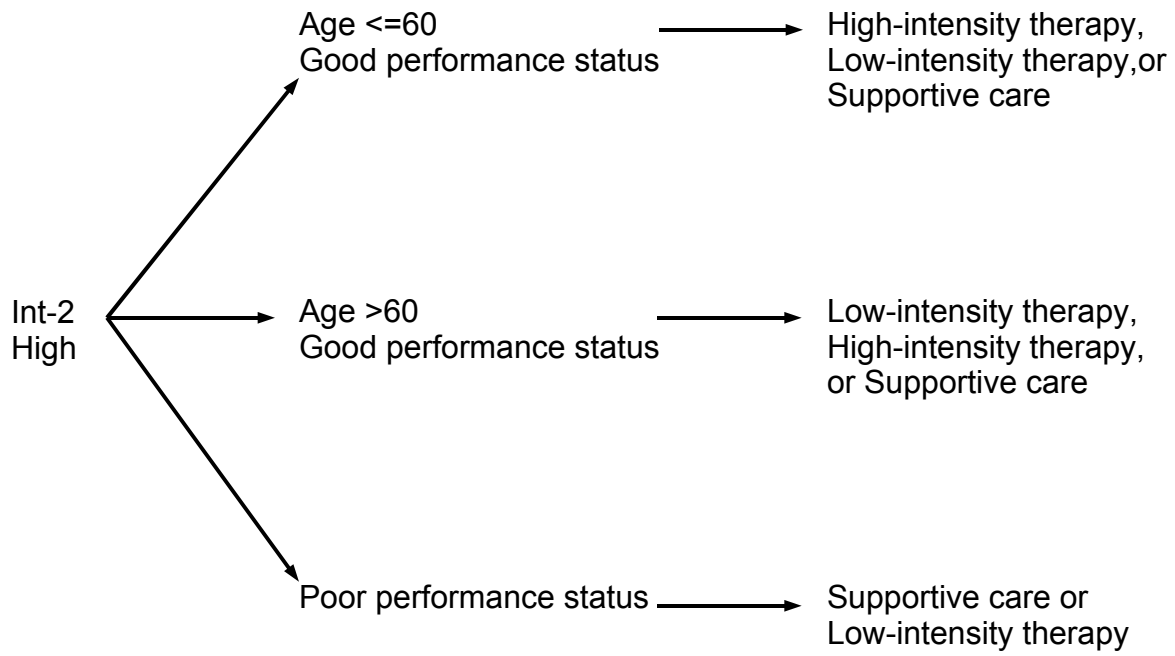 Age <=60
Good performance status
High-intensity therapy,
Low-intensity therapy,or
Supportive care
Int-2
High
Age >60
Good performance status
Low-intensity therapy,
High-intensity therapy,
or Supportive care
Poor performance status
Supportive care or
Low-intensity therapy